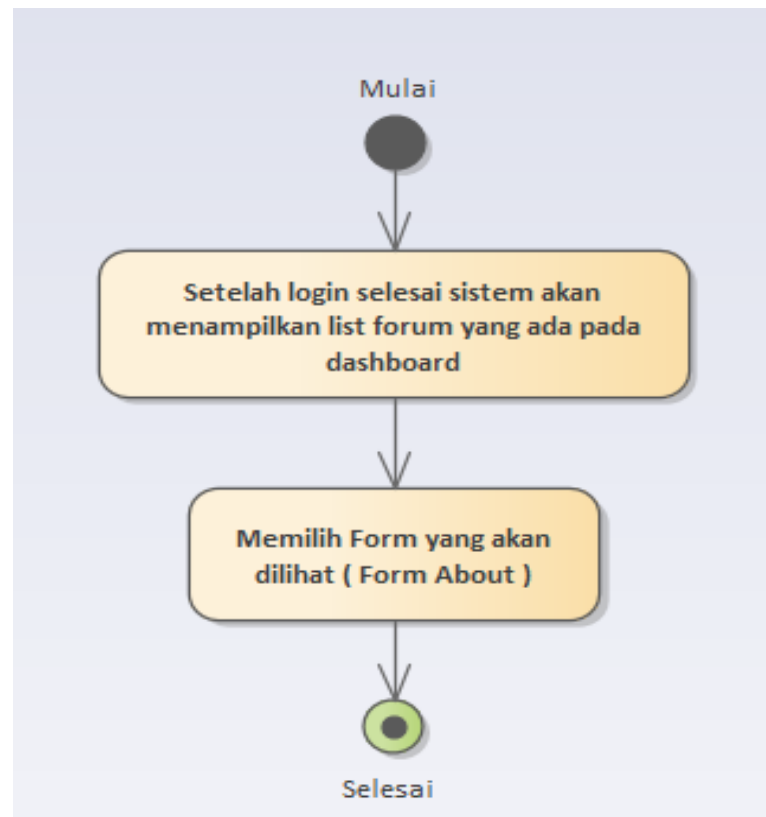 Mulai
Setelah login selesai sistem akan
menampilkan list forum yang ada pada
dashboard
Memilih Form yang akan
dilihat ( Form About )
Selesai